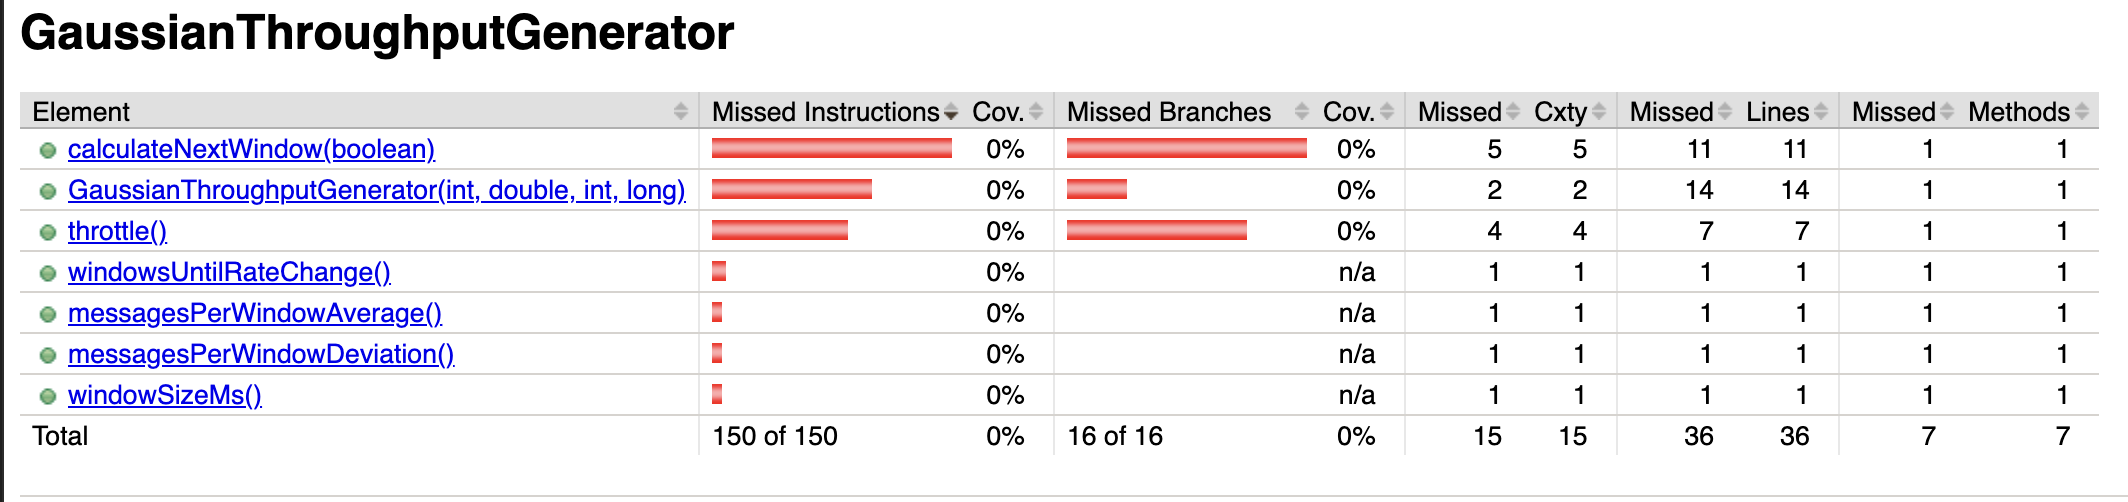 GaussianThroughputGenerator
Element Missed Instructions Cov. Missed Branches Cov. Missed Cxty Missed Lines Missed Methods
calculateNextWindow(boolean) 0% 0% 5 5 11 11 1 1
GaussianThroughputGenerator(int, double, int, long) 0% 0% 2 2 14 14 1 1
throttle() 0% 0% 4 4 7 7 1 1
windowsUntilRateChange() 0% n/a 1 1 1 1 1 1
messagesPerWindowAverage() 0% n/a 1 1 1 1 1 1
messagesPerWindowDeviation() 0% n/a 1 1 1 1 1 1
windowSizeMs() 0% n/a 1 1 1 1 1 1
Total 150 of 150 0% 16 of 16 0% 15 15 36 36 7 7